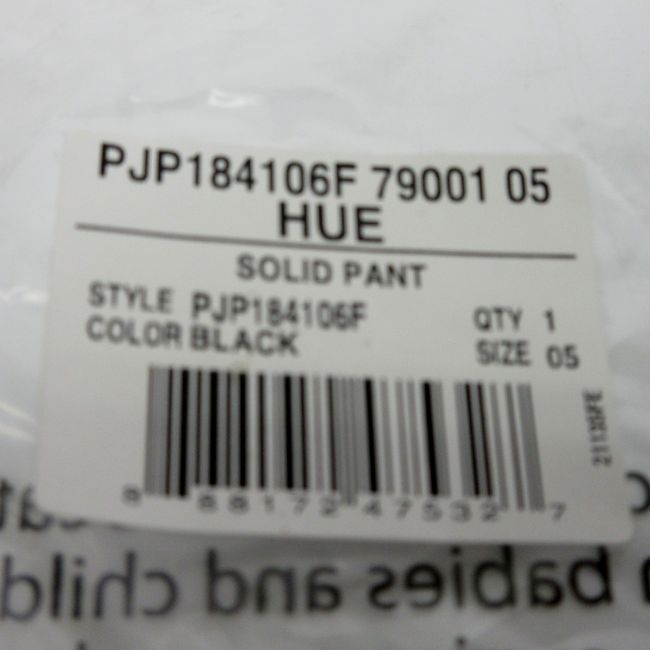 PJP184106F 79001 05
HUE
SOLID PANT
STYLE PJP184106F QTY 1
COLOR BLACK SIZE 05
8 88172 47532 7
babies and child